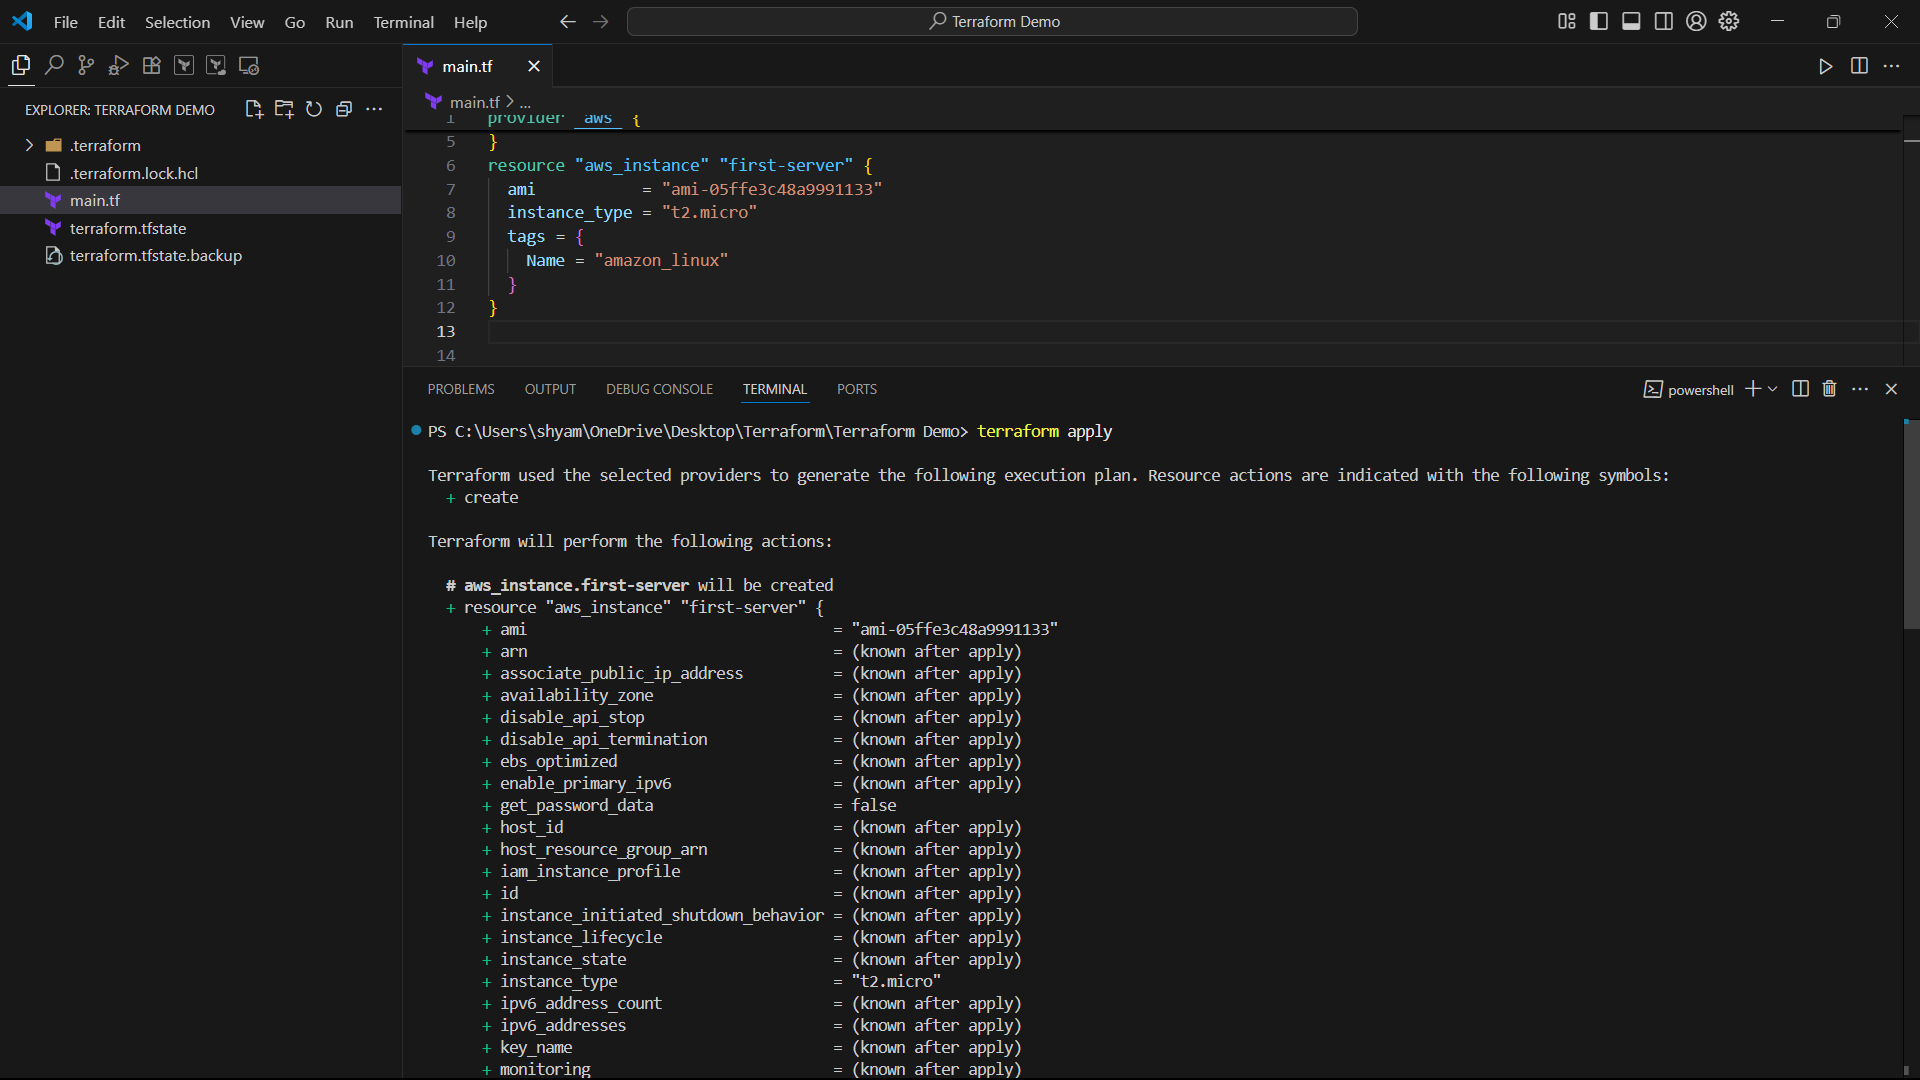 File Edit Selection View Go Run Terminal Help
Terraform Demo
EXPLORER: TERRAFORM DEMO
.terraform
.terraform.lock.hcl
main.tf
terraform.tfstate
terraform.tfstate.backup
main.tf
main.tf > ...
1 provider "aws" {
5 }
6 resource "aws_instance" "first-server" {
7 ami = "ami-05ffe3c48a9991133"
8 instance_type = "t2.micro"
9 tags = {
10 Name = "amazon_linux"
11 }
12 }
13
14
PROBLEMS OUTPUT DEBUG CONSOLE TERMINAL PORTS
powershell
PS C:\Users\shyam\OneDrive\Desktop\Terraform\Terraform Demo> terraform apply
Terraform used the selected providers to generate the following execution plan. Resource actions are indicated with the following symbols:
+ create
Terraform will perform the following actions:
# aws_instance.first-server will be created
+ resource "aws_instance" "first-server" {
+ ami = "ami-05ffe3c48a9991133"
+ arn = (known after apply)
+ associate_public_ip_address = (known after apply)
+ availability_zone = (known after apply)
+ disable_api_stop = (known after apply)
+ disable_api_termination = (known after apply)
+ ebs_optimized = (known after apply)
+ enable_primary_ipv6 = (known after apply)
+ get_password_data = false
+ host_id = (known after apply)
+ host_resource_group_arn = (known after apply)
+ iam_instance_profile = (known after apply)
+ id = (known after apply)
+ instance_initiated_shutdown_behavior = (known after apply)
+ instance_lifecycle = (known after apply)
+ instance_state = (known after apply)
+ instance_type = "t2.micro"
+ ipv6_address_count = (known after apply)
+ ipv6_addresses = (known after apply)
+ key_name = (known after apply)
+ monitoring = (known after apply)